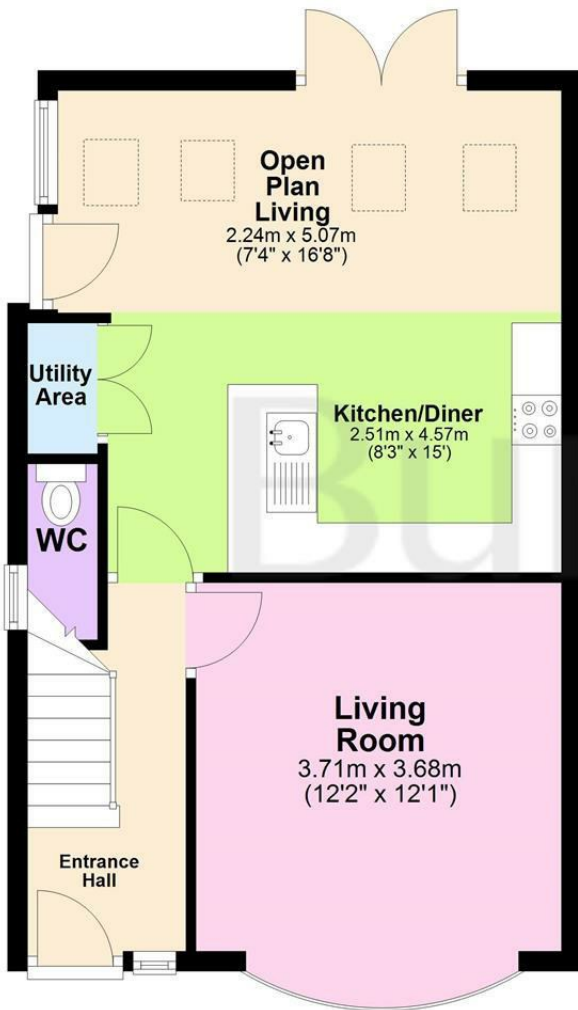 Open
Plan
Living
2.24m x 5.07m
(7'4" x 16'8")
Utility
Area
Kitchen/Diner
2.51m x 4.57m
(8'3" x 15')
WC
Living
Room
3.71m x 3.68m
(12'2" x 12'1")
Entrance
Hall